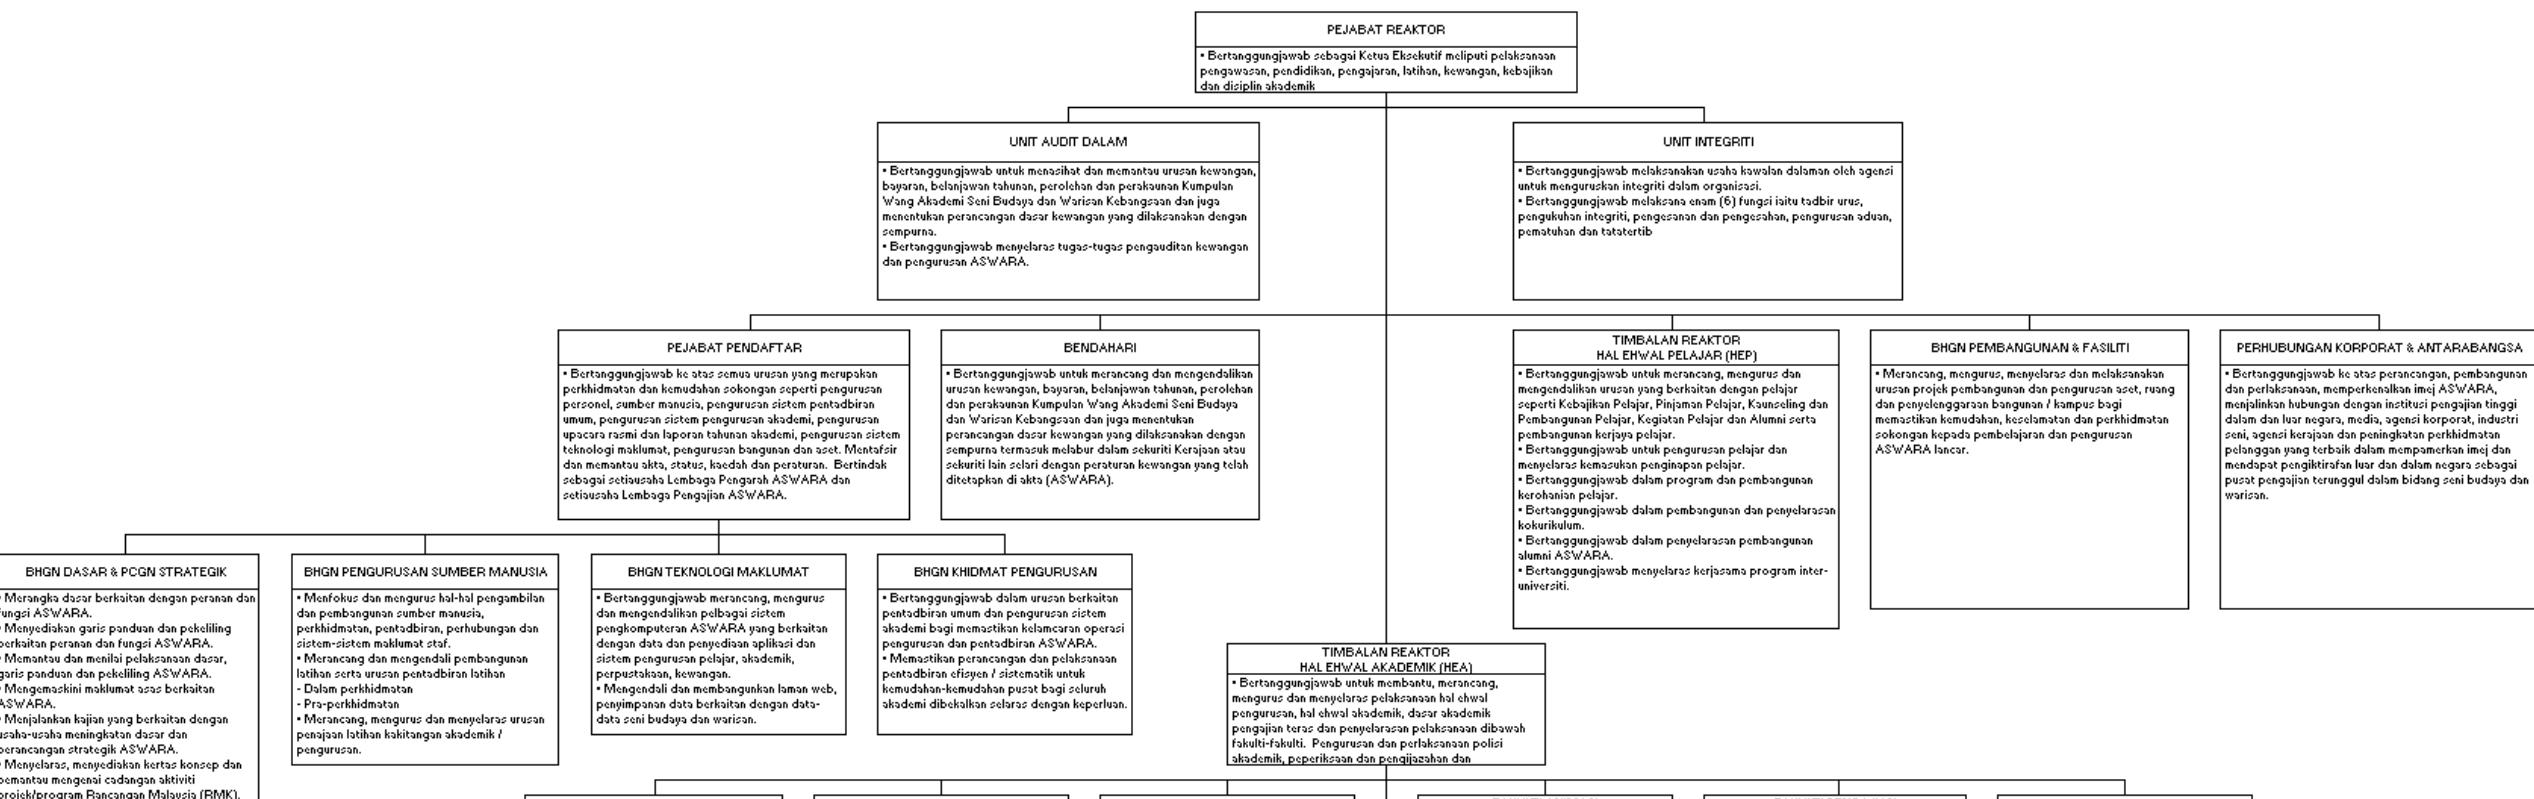 PEJABAT REAKTOR
• Bertanggungjawab sebagai Ketua Eksekutif meliputi pelaksanaan
pengawasan, pendidikan, pengajaran, latihan, kewangan, kebajikan
dan disiplin akademik
UNIT AUDIT DALAM
• Bertanggungjawab untuk menasihat dan memantau urusan kewangan,
bayaran, belanjawan tahunan, perolehan dan perakaunan Kumpulan
Wang Akademi Seni Budaya dan Warisan Kebangsaan dan juga
menentukan perancangan dasar kewangan yang dilaksanakan dengan
sempurna.
• Bertanggungjawab menyelaras tugas-tugas pengauditan kewangan
dan pengurusan ASWARA.
UNIT INTEGRITI
• Bertanggungjawab melaksanakan usaha kawalan dalaman oleh agensi
untuk menguruskan integriti dalam organisasi.
• Bertanggungjawab melaksana enam (6) fungsi iaitu tadbir urus,
pengukuhan integriti, pengesanan dan pengesahan, pengurusan aduan,
pematuhan dan tatatertib
PEJABAT PENDAFTAR
• Bertanggungjawab ke atas semua urusan yang merupakan
perkhidmatan dan kemudahan sokongan seperti pengurusan
personel, sumber manusia, pengurusan sistem pentadbiran
umum, pengurusan sistem pengurusan akademi, pengurusan
upacara rasmi dan laporan tahunan akademi, pengurusan sistem
teknologi maklumat, pengurusan bangunan dan aset. Mentafsir
dan memantau akta, status, kaedah dan peraturan.  Bertindak
sebagai setiausaha Lembaga Pengarah ASWARA dan
setiausaha Lembaga Pengajian ASWARA.
BENDAHARI
• Bertanggungjawab untuk merancang dan mengendalikan
urusan kewangan, bayaran, belanjawan tahunan, perolehan
dan perakaunan Kumpulan Wang Akademi Seni Budaya
dan Warisan Kebangsaan dan juga menentukan
perancangan dasar kewangan yang dilaksanakan dengan
sempurna termasuk melabur dalam sekuriti Kerajaan atau
sekuriti lain selari dengan peraturan kewangan yang telah
ditetapkan di akta (ASWARA).
TIMBALAN REAKTOR
HAL EHWAL PELAJAR (HEP)
• Bertanggungjawab untuk merancang, mengurus dan
mengendalikan urusan yang berkaitan dengan pelajar
seperti Kebajikan Pelajar, Pinjaman Pelajar, Kaunseling dan
Pembangunan Pelajar, Kegiatan Pelajar dan Alumni serta
pembangunan kerjaya pelajar.
• Bertanggungjawab untuk pengurusan pelajar dan
menyelaras kemasukan penginapan pelajar.
• Bertanggungjawab dalam program dan pembangunan
kerohanian pelajar.
• Bertanggungjawab dalam pembangunan dan penyelarasan
kokurikulum.
• Bertanggungjawab dalam penyelarasan pembangunan
alumni ASWARA.
• Bertanggungjawab menyelaras kerjasama program inter-
universiti.
BHGN PEMBANGUNAN & FASILITI
• Merancang, mengurus, menyelaras dan melaksanakan
urusan projek pembangunan dan pengurusan aset, ruang
dan penyelenggaraan bangunan / kampus bagi
memastikan kemudahan, keselamatan dan perkhidmatan
sokongan kepada pembelajaran dan pengurusan
ASWARA lancar.
PERHUBUNGAN KORPORAT & ANTARABANGSA
• Bertanggungjawab ke atas perancangan, pembangunan
dan perlaksanaan, memperkenalkan imej ASWARA,
menjalinkan hubungan dengan institusi pengajian tinggi
dalam dan luar negara, media, agensi korporat, industri
seni, agensi kerajaan dan peningkatan perkhidmatan
pelanggan yang terbaik dalam mempamerkan imej dan
mendapat pengiktirafan luar dan dalam negara sebagai
pusat pengajian terunggul dalam bidang seni budaya dan
warisan.
BHGN DASAR & PCGN STRATEGIK
• Merangka dasar berkaitan dengan peranan dan
fungsi ASWARA.
• Menyediakan garis panduan dan pekeliling
berkaitan peranan dan fungsi ASWARA.
• Memantau dan menilai pelaksanaan dasar,
garis panduan dan pekeliling ASWARA.
• Mengemaskini maklumat asas berkaitan
ASWARA.
• Menjalankan kajian yang berkaitan dengan
usaha-usaha meningkatan dasar dan
perancangan strategik ASWARA.
• Menyelaras, menyediakan kertas konsep dan
pemantau mengenai cadangan aktiviti
projek/program Rancangan Malaysia (RMK).
BHGN PENGURUSAN SUMBER MANUSIA
• Menfokus dan mengurus hal-hal pengambilan
dan pembangunan sumber manusia,
perkhidmatan, pentadbiran, perhubungan dan
sistem-sistem maklumat staf.
• Merancang dan mengendali pembangunan
latihan serta urusan pentadbiran latihan
- Dalam perkhidmatan
- Pra-perkhidmatan
• Merancang, mengurus dan menyelaras urusan
penajaan latihan kakitangan akademik /
pengurusan.
BHGN TEKNOLOGI MAKLUMAT
• Bertanggungjawab merancang, mengurus
dan mengendalikan pelbagai sistem
pengkomputeran ASWARA yang berkaitan
dengan data dan penyediaan aplikasi dan
sistem pengurusan pelajar, akademik,
perpustakaan, kewangan.
• Mengendali dan membangunkan laman web,
penyimpanan data berkaitan dengan data-
data seni budaya dan warisan.
BHGN KHIDMAT PENGURUSAN
• Bertanggungjawab dalam urusan berkaitan
pentadbiran umum dan pengurusan sistem
akademi bagi memastikan kelamcaran operasi
pengurusan dan pentadbiran ASWARA.
• Memastikan perancangan dan pelaksanaan
pentadbiran efisyen / sistematik untuk
kemudahan-kemudahan pusat bagi seluruh
akademi dibekalkan selaras dengan keperluan.
TIMBALAN REAKTOR
HAL EHWAL AKADEMIK (HEA)
• Bertanggungjawab untuk membantu, merancang,
mengurus dan menyelaras pelaksanaan hal ehwal
pengurusan, hal ehwal akademik, dasar akademik
pengajian teras dan penyelarasan pelaksanaan dibawah
fakulti-fakulti.  Pengurusan dan perlaksanaan polisi
akademik, peperiksaan dan pengijazahan dan